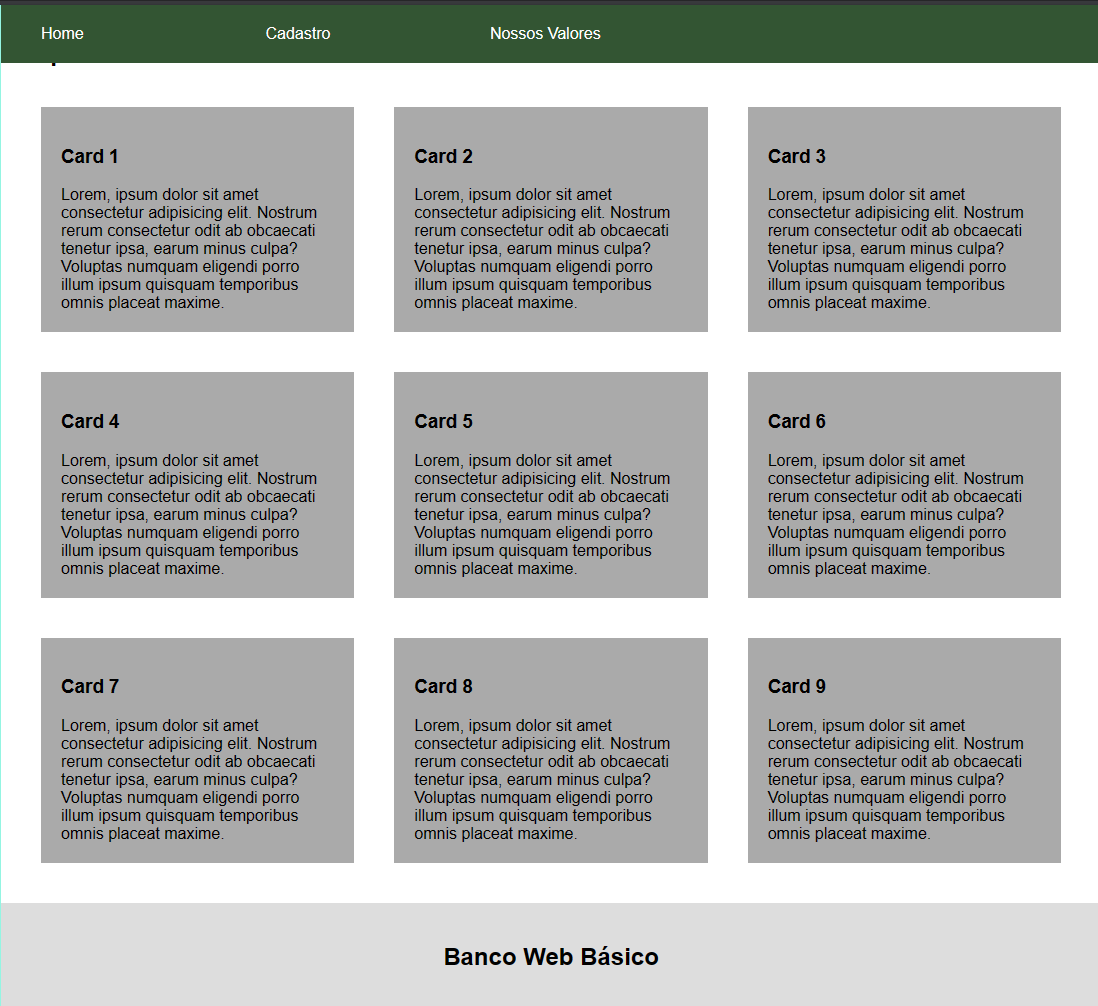 Home Cadastro Nossos Valores
Card 1
Lorem, ipsum dolor sit amet
consectetur adipisicing elit. Nostrum
rerum consectetur odit ab obcaecati
tenetur ipsa, earum minus culpa?
Voluptas numquam eligendi porro
illum ipsum quisquam temporibus
omnis placeat maxime.
Card 2
Lorem, ipsum dolor sit amet
consectetur adipisicing elit. Nostrum
rerum consectetur odit ab obcaecati
tenetur ipsa, earum minus culpa?
Voluptas numquam eligendi porro
illum ipsum quisquam temporibus
omnis placeat maxime.
Card 3
Lorem, ipsum dolor sit amet
consectetur adipisicing elit. Nostrum
rerum consectetur odit ab obcaecati
tenetur ipsa, earum minus culpa?
Voluptas numquam eligendi porro
illum ipsum quisquam temporibus
omnis placeat maxime.
Card 4
Lorem, ipsum dolor sit amet
consectetur adipisicing elit. Nostrum
rerum consectetur odit ab obcaecati
tenetur ipsa, earum minus culpa?
Voluptas numquam eligendi porro
illum ipsum quisquam temporibus
omnis placeat maxime.
Card 5
Lorem, ipsum dolor sit amet
consectetur adipisicing elit. Nostrum
rerum consectetur odit ab obcaecati
tenetur ipsa, earum minus culpa?
Voluptas numquam eligendi porro
illum ipsum quisquam temporibus
omnis placeat maxime.
Card 6
Lorem, ipsum dolor sit amet
consectetur adipisicing elit. Nostrum
rerum consectetur odit ab obcaecati
tenetur ipsa, earum minus culpa?
Voluptas numquam eligendi porro
illum ipsum quisquam temporibus
omnis placeat maxime.
Card 7
Lorem, ipsum dolor sit amet
consectetur adipisicing elit. Nostrum
rerum consectetur odit ab obcaecati
tenetur ipsa, earum minus culpa?
Voluptas numquam eligendi porro
illum ipsum quisquam temporibus
omnis placeat maxime.
Card 8
Lorem, ipsum dolor sit amet
consectetur adipisicing elit. Nostrum
rerum consectetur odit ab obcaecati
tenetur ipsa, earum minus culpa?
Voluptas numquam eligendi porro
illum ipsum quisquam temporibus
omnis placeat maxime.
Card 9
Lorem, ipsum dolor sit amet
consectetur adipisicing elit. Nostrum
rerum consectetur odit ab obcaecati
tenetur ipsa, earum minus culpa?
Voluptas numquam eligendi porro
illum ipsum quisquam temporibus
omnis placeat maxime.
Banco Web Básico